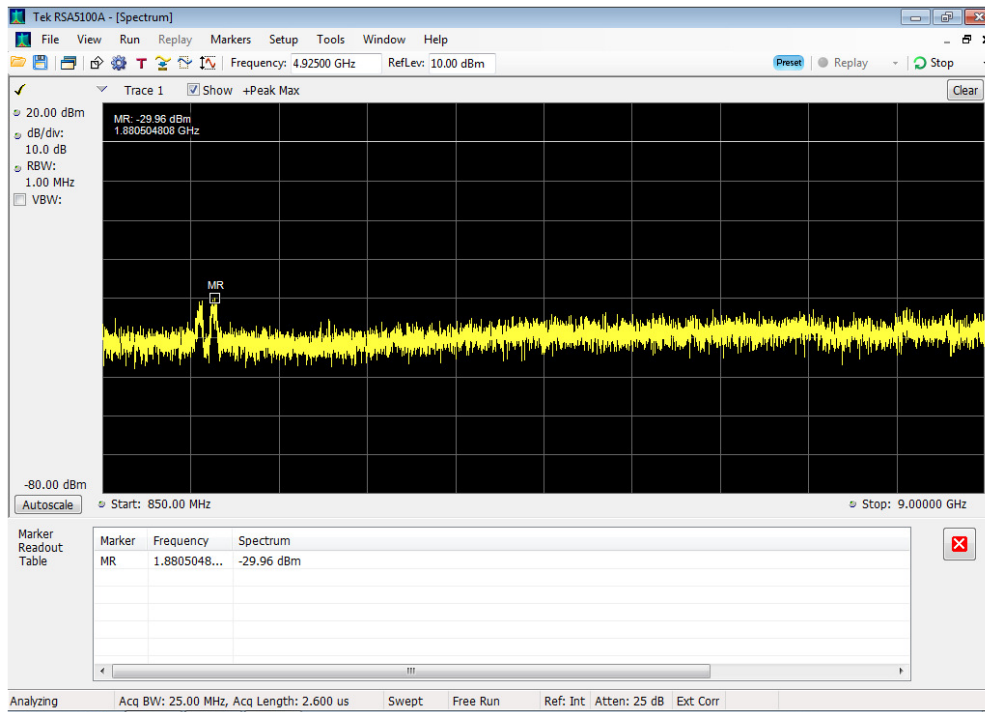 Tek RSA5100A - [Spectrum]
File View Run Replay Markers Setup Tools Window Help
T Frequency: 4.92500 GHz RefLev: 10.00 dBm Preset Replay Stop
Trace 1 Show +Peak Max Clear
20.00 dBm
dB/div:
10.0 dB
RBW:
1.00 MHz
VBW:
MR: -29.96 dBm
1.880504808 GHz
MR
-80.00 dBm
Autoscale Start: 850.00 MHz Stop: 9.00000 GHz
Marker
Readout
Table
Marker Frequency Spectrum
MR 1.8805048... -29.96 dBm
Analyzing Acq BW: 25.00 MHz, Acq Length: 2.600 us Swept Free Run Ref: Int Atten: 25 dB Ext Corr